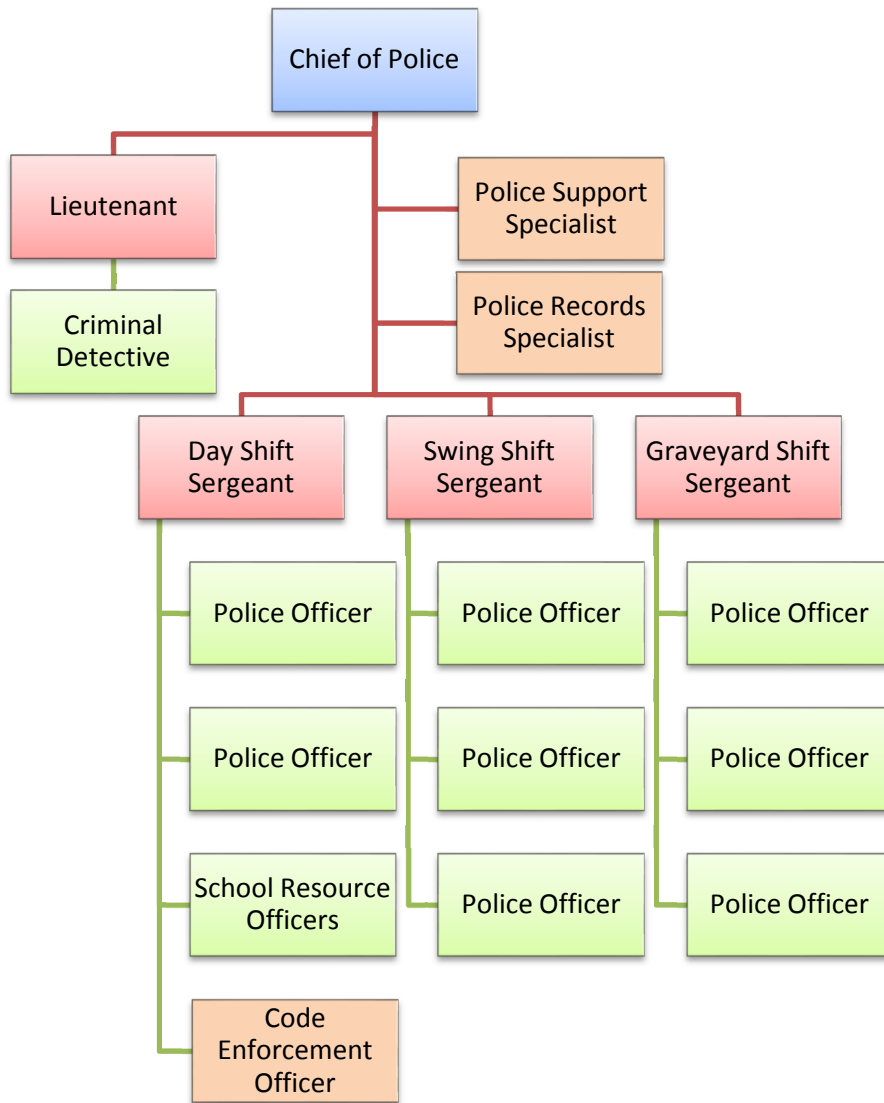 Chief of Police
Lieutenant
Police Support
Specialist
Criminal
Detective
Police Records
Specialist
Day Shift
Sergeant
Swing Shift
Sergeant
Graveyard Shift
Sergeant
Police Officer
Police Officer
Police Officer
Police Officer
Police Officer
Police Officer
School Resource
Officers
Police Officer
Police Officer
Code
Enforcement
Officer